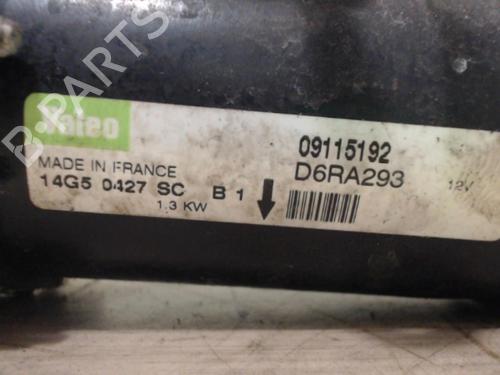 Valeo
09115192
MADE IN FRANCE
D6RA293
12V
14G5 0427 SC B 1
1.3 KW
B-Parts